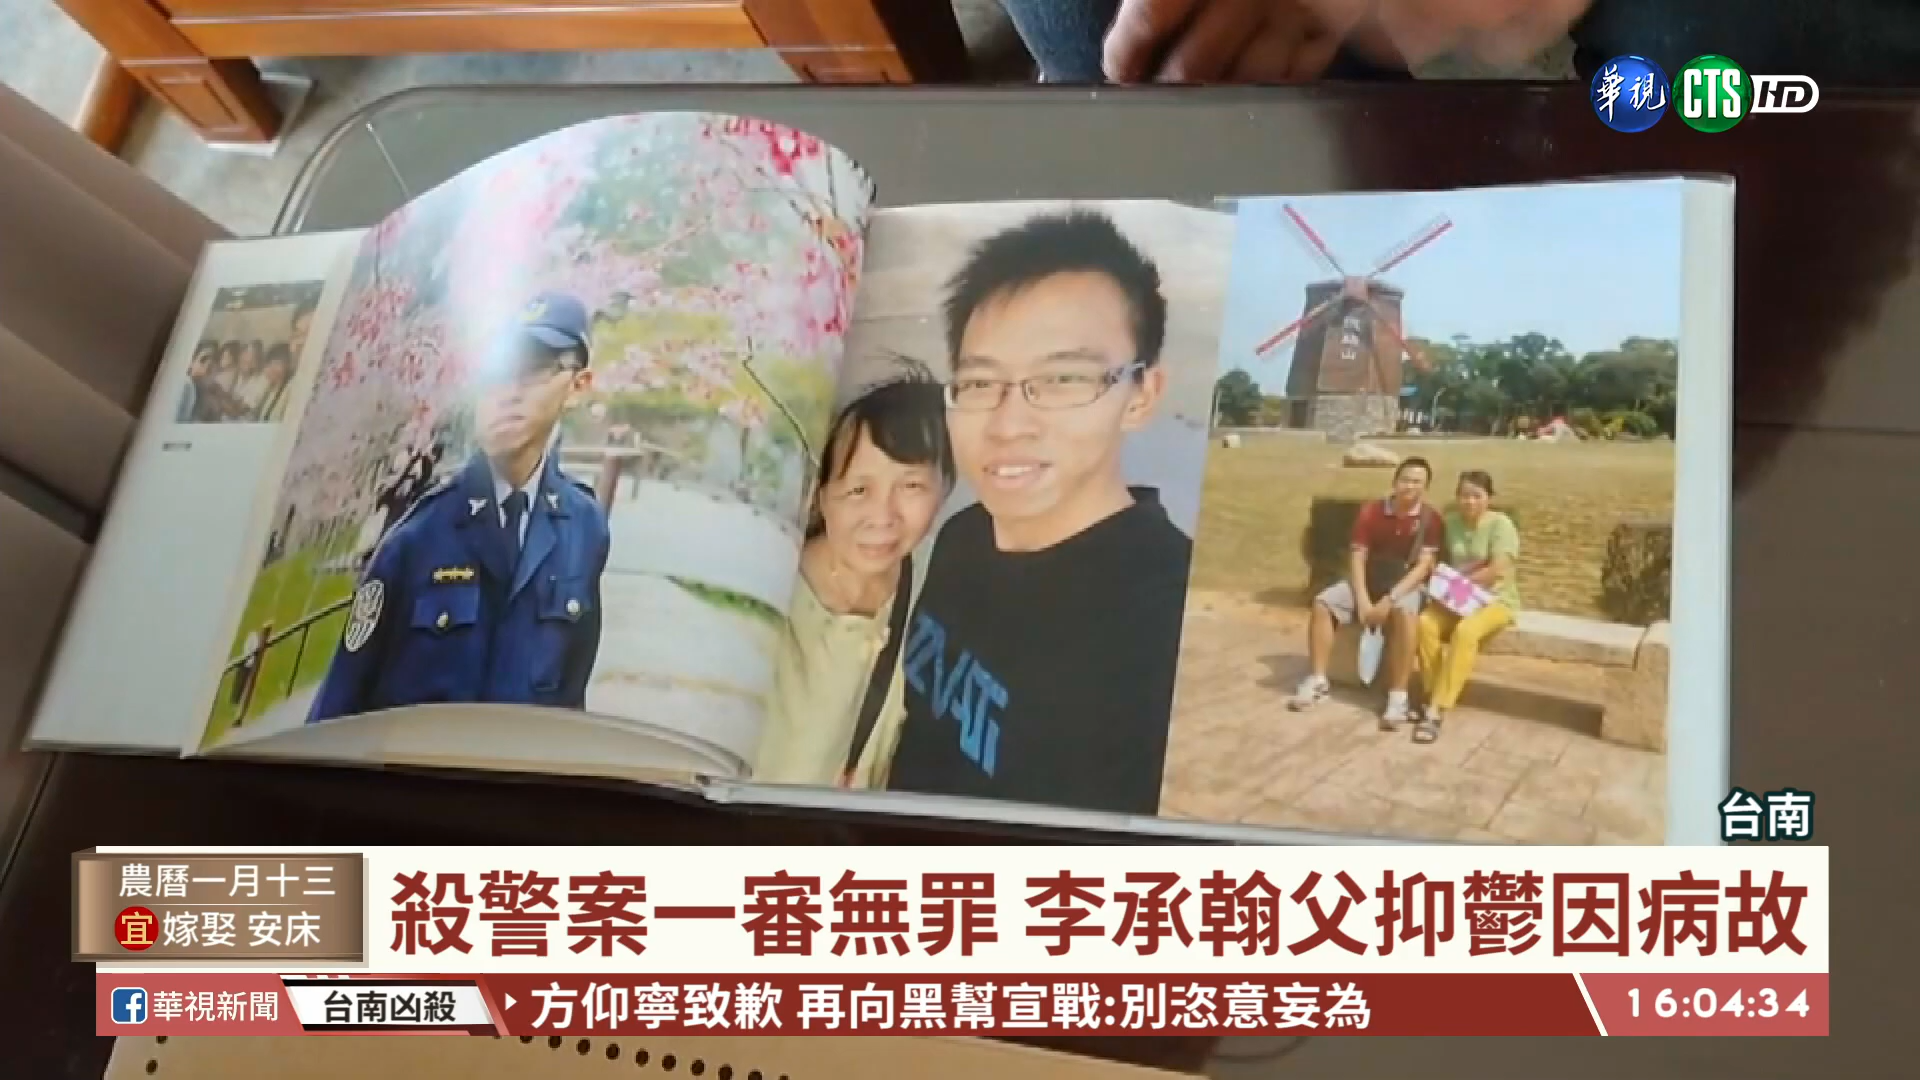 華視 CTS HD
成功山
台南
農曆一月十三
宜 嫁娶 安床
殺警案一審無罪 李承翰父抑鬱因病故
華視新聞 台南凶殺 方仰寧致歉 再向黑幫宣戰:別恣意妄為 16:04:34